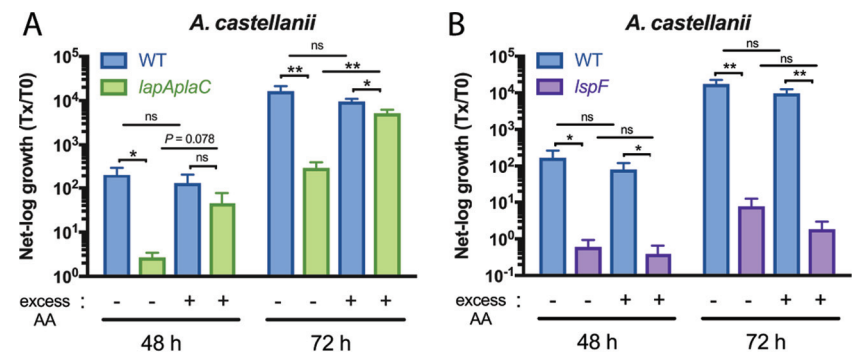 A
A. castellanii
Net-log growth (Tx/T0)
10⁵
10⁴
10³
10²
10¹
10⁰
WT
lapAplaC
ns
*
P = 0.078
ns
ns
**
**
*
excess : - - + + - - + +
AA
48 h
72 h
B
A. castellanii
Net-log growth (Tx/T0)
10⁵
10⁴
10³
10²
10¹
10⁰
10⁻¹
WT
lspF
ns
*
ns
*
ns
**
ns
**
excess : - - + + - - + +
AA
48 h
72 h